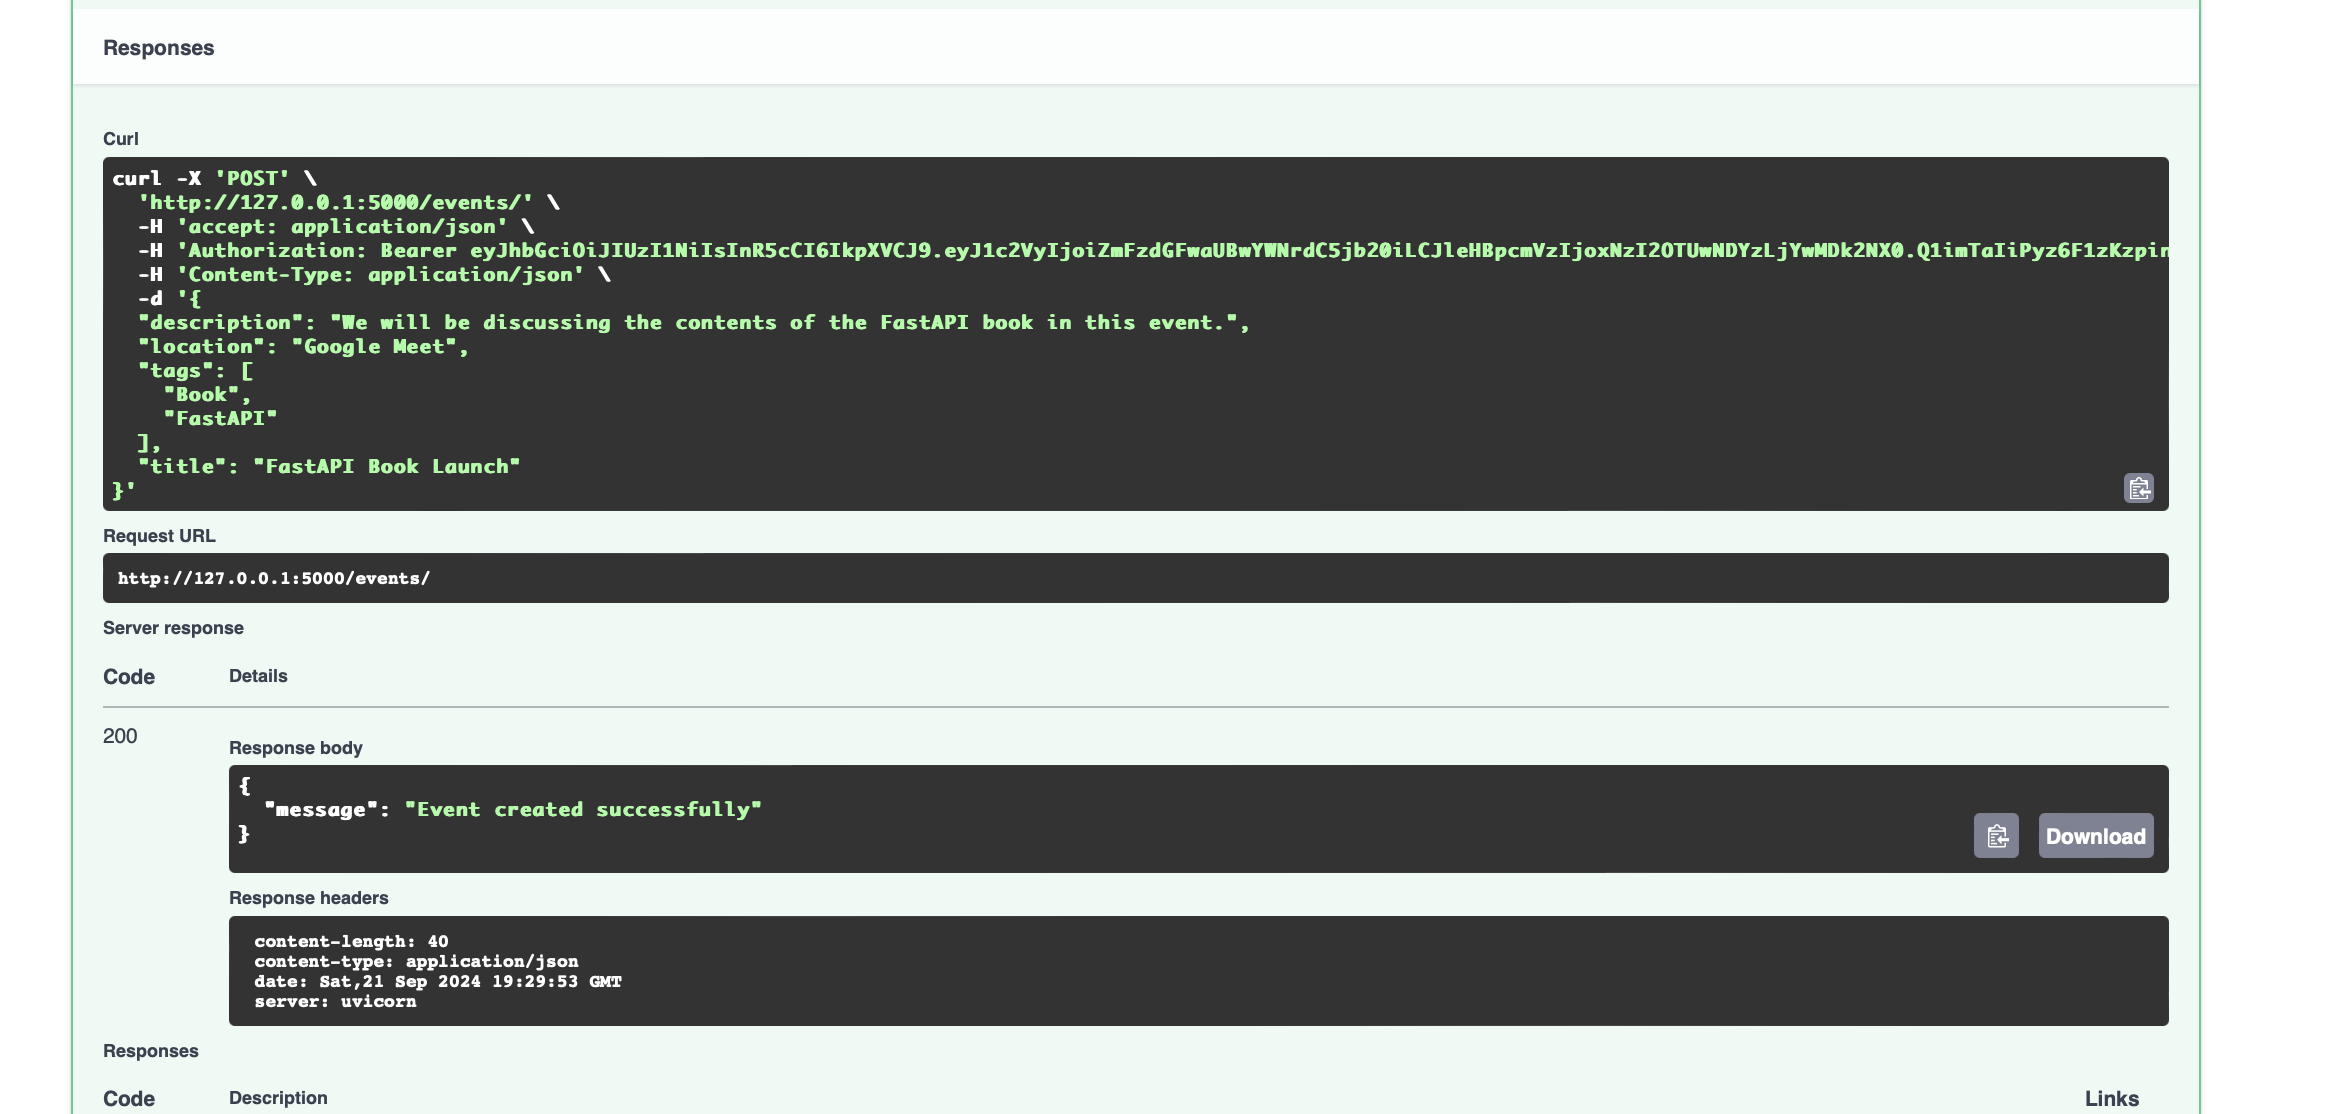 Responses
Curl
curl -X 'POST' \
'http://127.0.0.1:5000/events/' \
-H 'accept: application/json' \
-H 'Authorization: Bearer eyJhbGciOiJIUzI1NiIsInR5cCI6IkpXVCJ9.eyJ1c2VyIjoiZmFzdGFwaUBwYWNrdC5jb20iLCJleHBpcmVzIjoxNzI2OTUwNDYzLjYwMDk2NX0.Q1imTaIiPyz6F1zKzpin
-H 'Content-Type: application/json' \
-d '{
"description": "We will be discussing the contents of the FastAPI book in this event.",
"location": "Google Meet",
"tags": [
"Book",
"FastAPI"
],
"title": "FastAPI Book Launch"
}'
Request URL
http://127.0.0.1:5000/events/
Server response
Code Details
200
Response body
{
"message": "Event created successfully"
}
Download
Response headers
content-length: 40
content-type: application/json
date: Sat,21 Sep 2024 19:29:53 GMT
server: uvicorn
Responses
Code Description Links